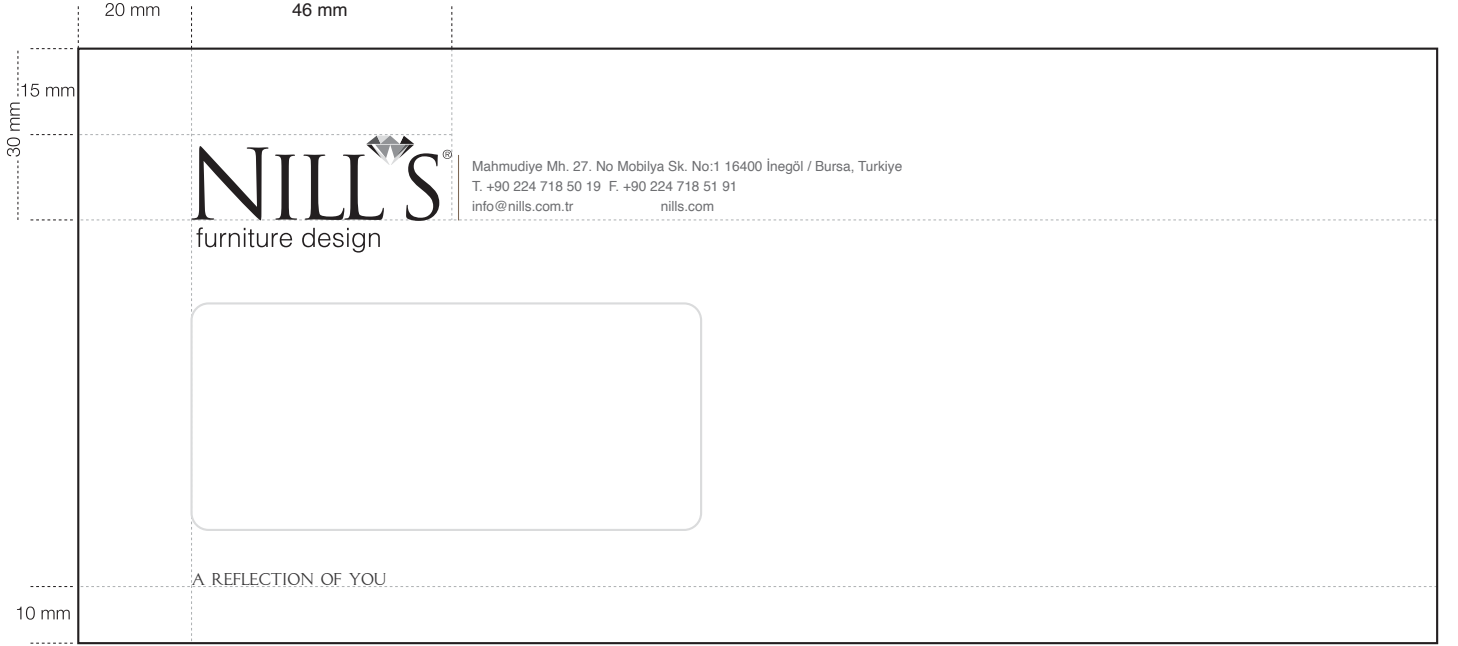 20 mm
46 mm
15 mm
30 mm
NILL'S®
furniture design
Mahmudiye Mh. 27. No Mobilya Sk. No:1 16400 İnegöl / Bursa, Turkiye
T. +90 224 718 50 19 F. +90 224 718 51 91
info@nills.com.tr nills.com
A REFLECTION OF YOU
10 mm